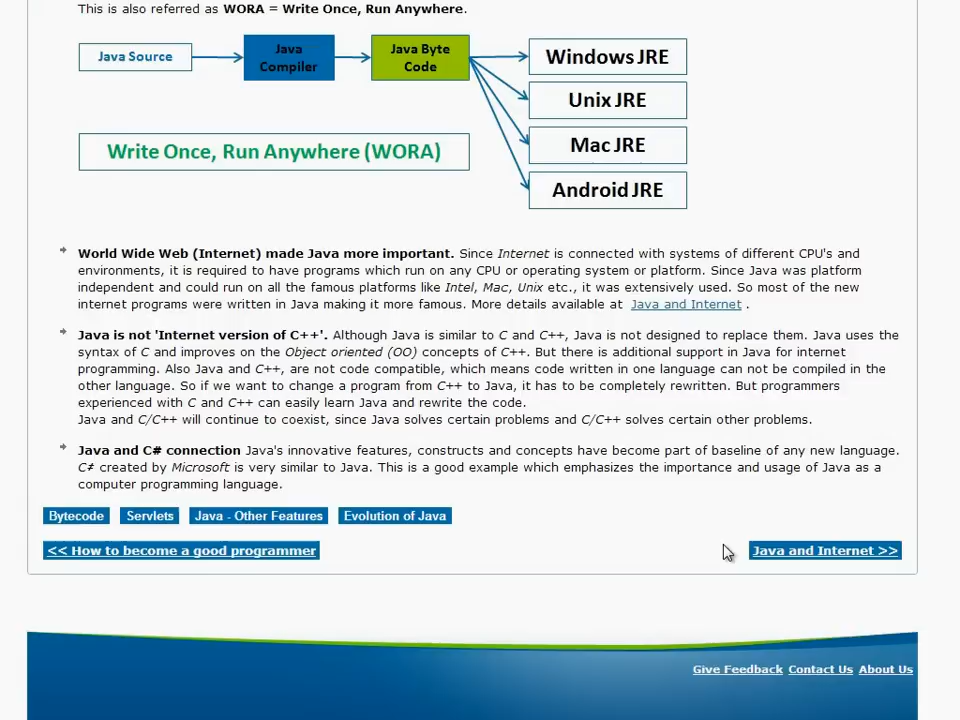 This is also referred as WORA = Write Once, Run Anywhere.
Java Source
Java
Compiler
Java Byte
Code
Windows JRE
Unix JRE
Mac JRE
Android JRE
Write Once, Run Anywhere (WORA)
World Wide Web (Internet) made Java more important. Since Internet is connected with systems of different CPU's and
environments, it is required to have programs which run on any CPU or operating system or platform. Since Java was platform
independent and could run on all the famous platforms like Intel, Mac, Unix etc., it was extensively used. So most of the new
internet programs were written in Java making it more famous. More details available at Java and Internet .
Java is not 'Internet version of C++'. Although Java is similar to C and C++, Java is not designed to replace them. Java uses the
syntax of C and improves on the Object oriented (OO) concepts of C++. But there is additional support in Java for internet
programming. Also Java and C++, are not code compatible, which means code written in one language can not be compiled in the
other language. So if we want to change a program from C++ to Java, it has to be completely rewritten. But programmers
experienced with C and C++ can easily learn Java and rewrite the code.
Java and C/C++ will continue to coexist, since Java solves certain problems and C/C++ solves certain other problems.
Java and C# connection Java's innovative features, constructs and concepts have become part of baseline of any new language.
C# created by Microsoft is very similar to Java. This is a good example which emphasizes the importance and usage of Java as a
computer programming language.
Bytecode Servlets Java - Other Features Evolution of Java
<< How to become a good programmer Java and Internet >>
Give Feedback Contact Us About Us